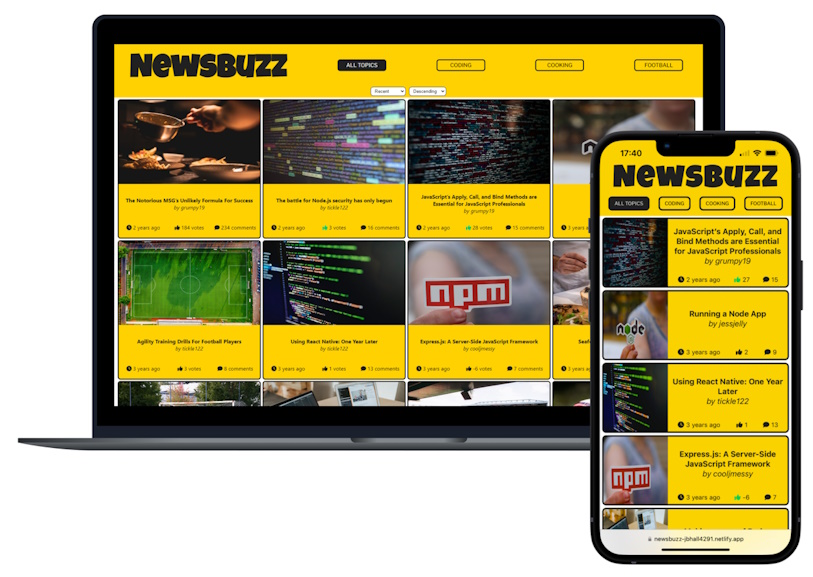 NEWSBUZZ
ALL TOPICS
CODING
COOKING
FOOTBALL
Recent
Descending
The Notorious MSG's Unlikely Formula For Success
by grumpy19
2 years ago
184 votes
234 comments
The battle for Node.js security has only begun
by tickle122
2 years ago
3 votes
16 comments
JavaScript's Apply, Call, and Bind Methods are
Essential for JavaScript Professionals
by grumpy19
2 years ago
28 votes
15 comments
3 years
Agility Training Drills For Football Players
by tickle122
3 years ago
3 votes
8 comments
Using React Native: One Year Later
by tickle122
3 years ago
1 votes
13 comments
npm
Express.js: A Server-Side JavaScript Framework
by cooljmessy
3 years ago
-6 votes
7 comments
17:40
NEWSBUZZ
ALL TOPICS
CODING
COOKING
FOOTBALL
JavaScript's Apply, Call, and
Bind Methods are Essential
for JavaScript Professionals
by grumpy19
2 years ago
27
15
node
Running a Node App
by jessjelly
3 years ago
2
9
Using React Native: One Year
Later
by tickle122
3 years ago
1
13
npm
Express.js: A Server-Side
JavaScript Framework
by cooljmessy
3 years ago
-6
7
newsbuzz-jbhall4291.netlify.app